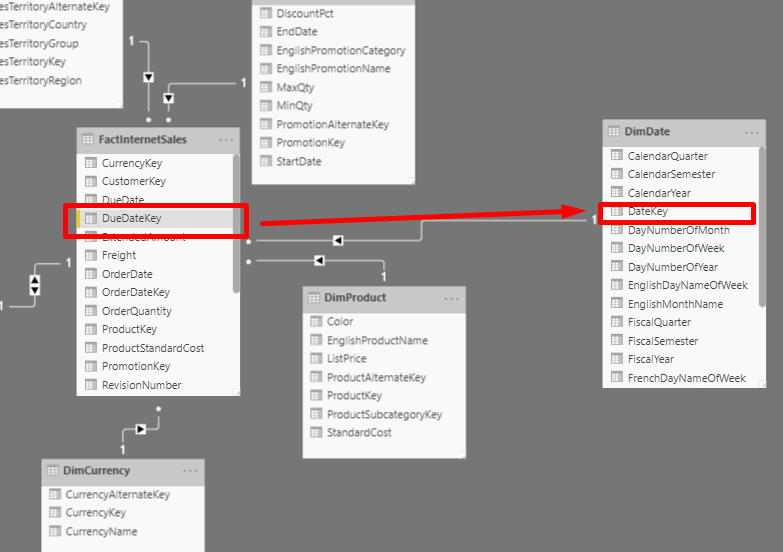 esTerritoryAlternateKey
esTerritoryCountry
esTerritoryGroup
esTerritoryKey
esTerritoryRegion
1
*
DiscountPct
EndDate
EnglishPromotionCategory
EnglishPromotionName
MaxQty
MinQty
PromotionAlternateKey
PromotionKey
StartDate
1
*
FactInternetSales
CurrencyKey
CustomerKey
DueDate
DueDateKey
ExtendedAmount
Freight
OrderDate
OrderDateKey
OrderQuantity
ProductKey
ProductStandardCost
PromotionKey
RevisionNumber
1
1
*
1
*
1
*
1
DimProduct
Color
EnglishProductName
ListPrice
ProductAlternateKey
ProductKey
ProductSubcategoryKey
StandardCost
DimDate
CalendarQuarter
CalendarSemester
CalendarYear
DateKey
DayNumberOfMonth
DayNumberOfWeek
DayNumberOfYear
EnglishDayNameOfWeek
EnglishMonthName
FiscalQuarter
FiscalSemester
FiscalYear
FrenchDayNameOfWeek
DimCurrency
CurrencyAlternateKey
CurrencyKey
CurrencyName